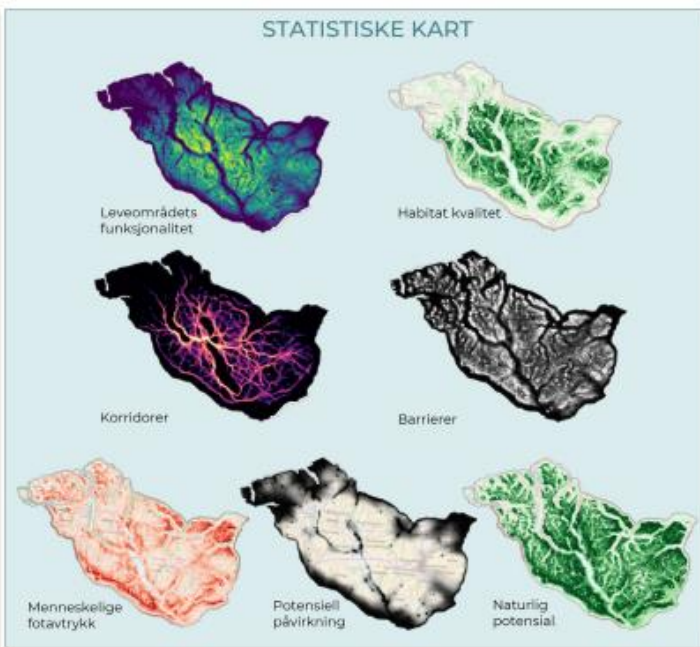 STATISTISKE KART
Leveområdets
funksjonalitet
Habitat kvalitet
Korridorer
Barrierer
Menneskelige
fotavtrykk
Potensiell
påvirkning
Naturlig
potensial